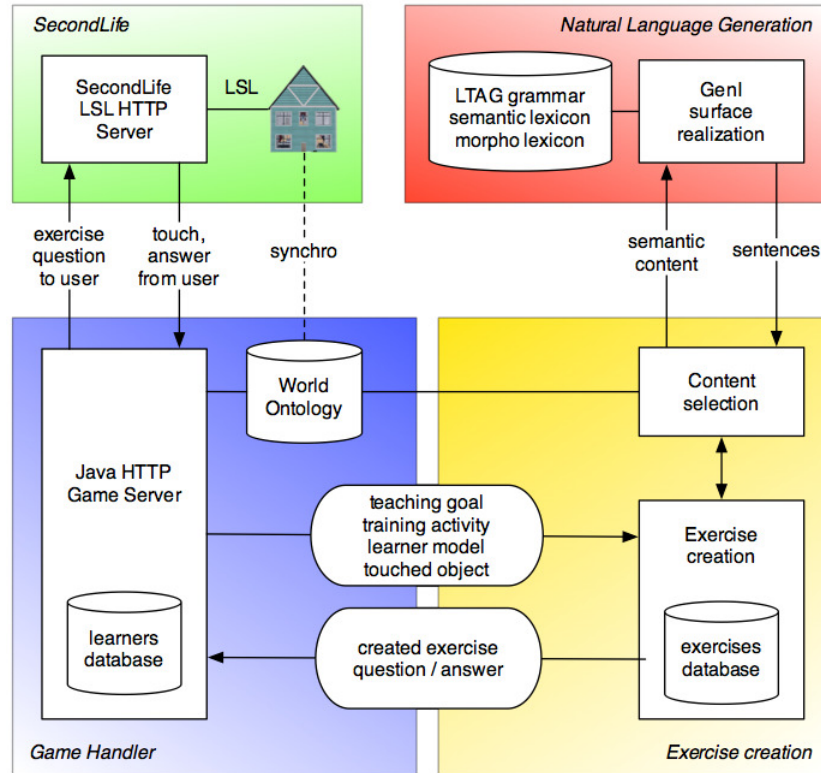 SecondLife
SecondLife
LSL HTTP
Server
LSL
Natural Language Generation
LTAG grammar
semantic lexicon
morpho lexicon
GenI
surface
realization
exercise
question
to user
touch,
answer
from user
synchro
semantic
content
sentences
Java HTTP
Game Server
World
Ontology
Content
selection
teaching goal
training activity
learner model
touched object
Exercise
creation
learners
database
created exercise
question / answer
exercises
database
Game Handler
Exercise creation